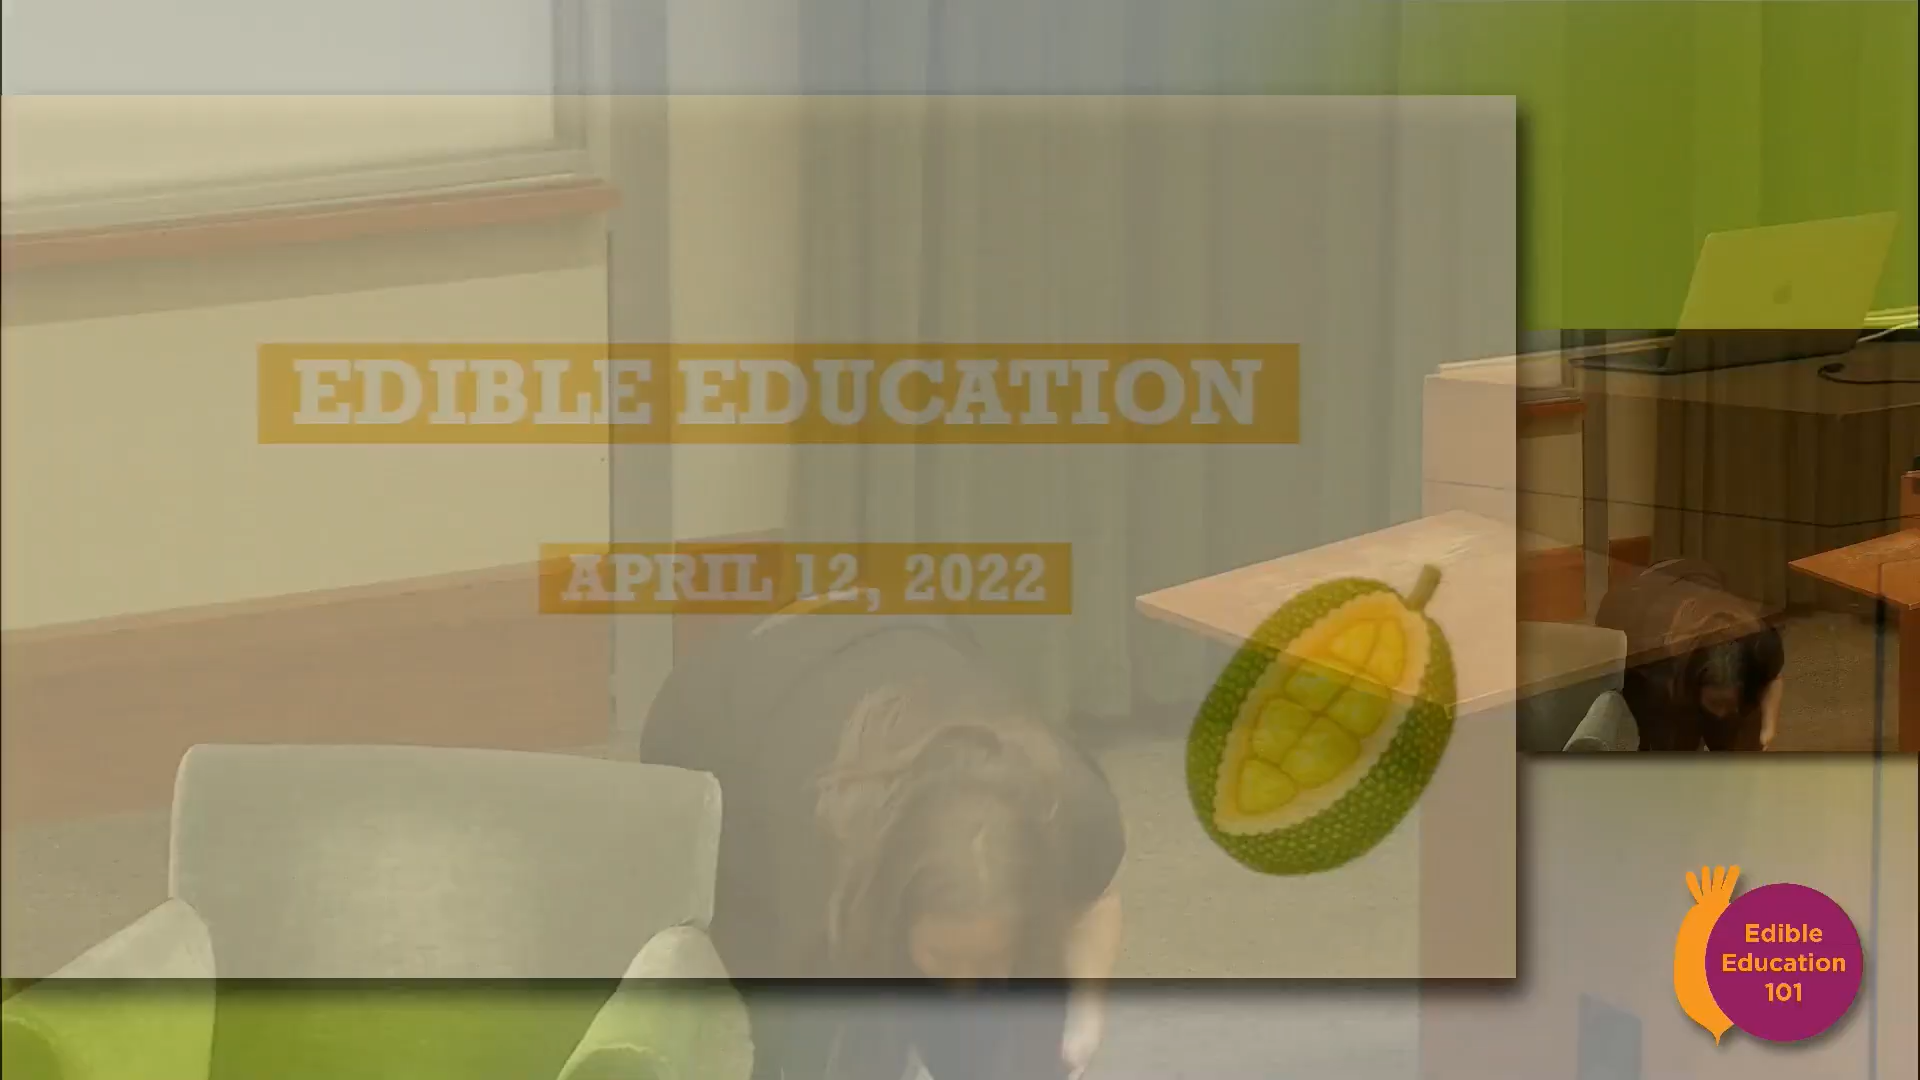 EDIBLE EDUCATION
APRIL 12, 2022
Edible
Education
101